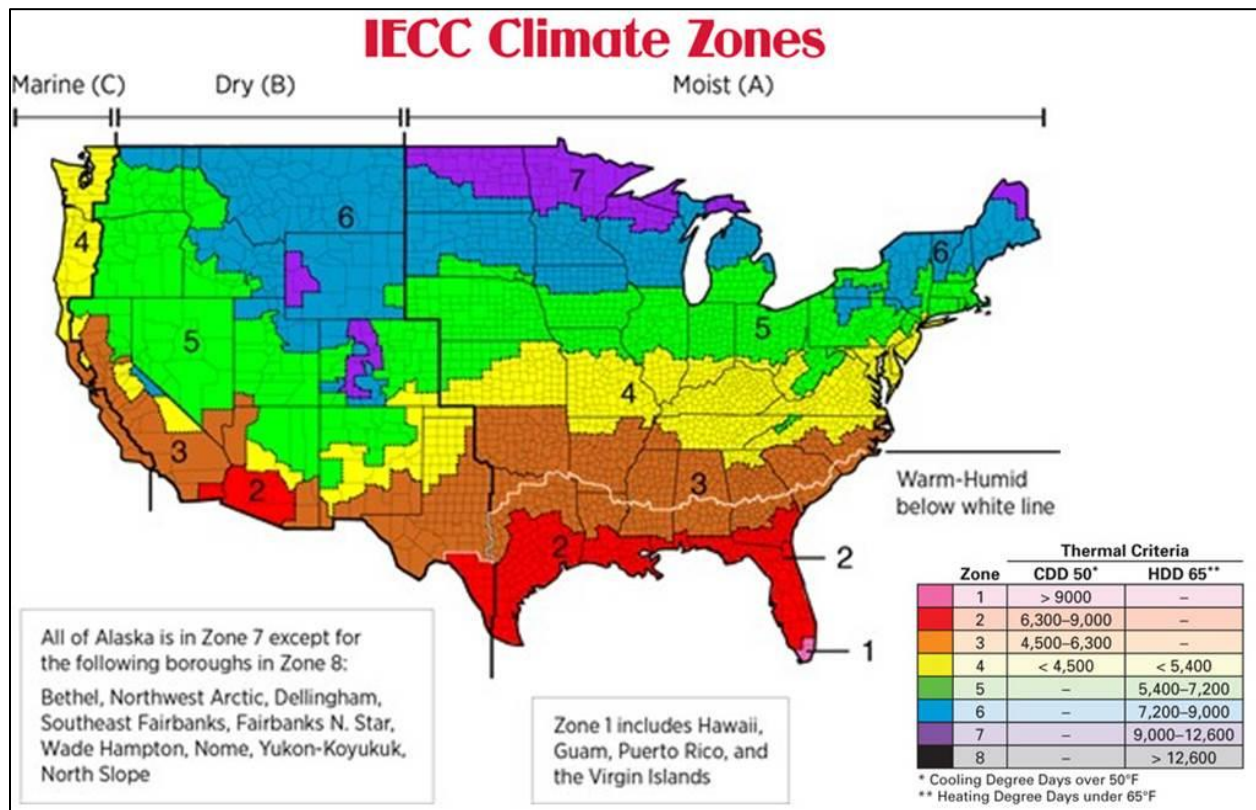 IECC Climate Zones
Marine (C) Dry (B) Moist (A)
7
6
4
6
5
5
4
3
3
2
2
Warm-Humid
below white line
2
1
All of Alaska is in Zone 7 except for
the following boroughs in Zone 8:
Bethel, Northwest Arctic, Dellingham,
Southeast Fairbanks, Fairbanks N. Star,
Wade Hampton, Nome, Yukon-Koyukuk,
North Slope
Zone 1 includes Hawaii,
Guam, Puerto Rico, and
the Virgin Islands
Thermal Criteria
Zone CDD 50* HDD 65**
1 > 9000 –
2 6,300–9,000 –
3 4,500–6,300 –
4 < 4,500 < 5,400
5 – 5,400–7,200
6 – 7,200–9,000
7 – 9,000–12,600
8 – > 12,600
* Cooling Degree Days over 50°F
** Heating Degree Days under 65°F